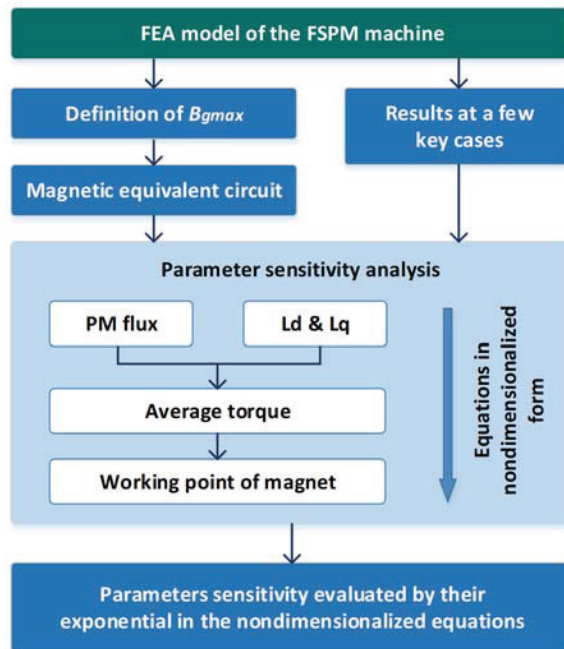 FEA model of the FSPM machine
Definition of Bgmax
Results at a few
key cases
Magnetic equivalent circuit
Parameter sensitivity analysis
PM flux
Ld & Lq
Average torque
Working point of magnet
Equations in
nondimensionalized
form
Parameters sensitivity evaluated by their
exponential in the nondimensionalized equations